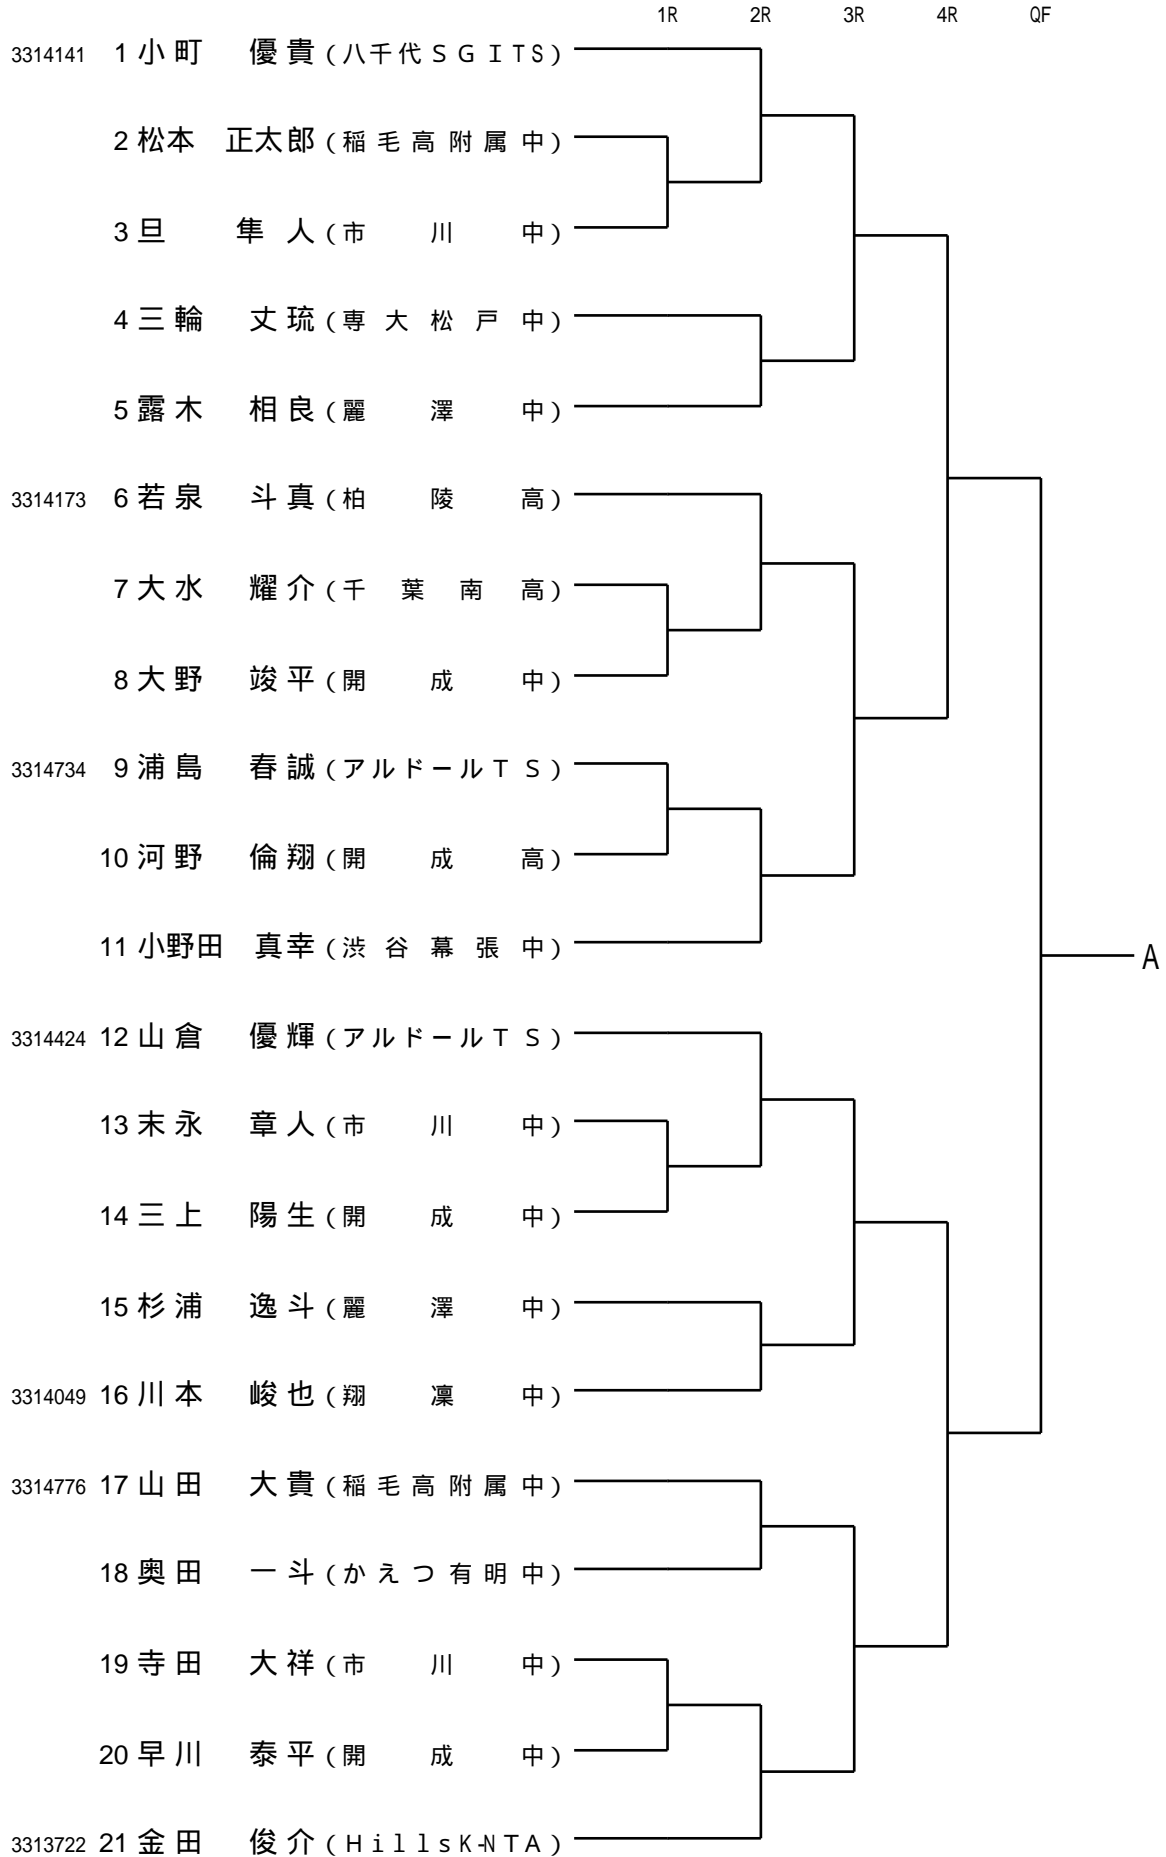 1R 2R 3R 4R QF
3314141 1 小町 優貴 (八千代SGITS)
2 松本 正太郎 (稲毛高附属中)
3 旦 隼人 (市川中)
4 三輪 丈琉 (専大松戸中)
5 露木 相良 (麗澤中)
3314173 6 若泉 斗真 (柏陵高)
7 大水 耀介 (千葉南高)
8 大野 竣平 (開成中)
3314734 9 浦島 春誠 (アルドールTS)
10 河野 倫翔 (開成高)
11 小野田 真幸 (渋谷幕張中)
A
3314424 12 山倉 優輝 (アルドールTS)
13 末永 章人 (市川中)
14 三上 陽生 (開成中)
15 杉浦 逸斗 (麗澤中)
3314049 16 川本 峻也 (翔凜中)
3314776 17 山田 大貴 (稲毛高附属中)
18 奥田 一斗 (かえつ有明中)
19 寺田 大祥 (市川中)
20 早川 泰平 (開成中)
3313722 21 金田 俊介 (HillsK-NTA)